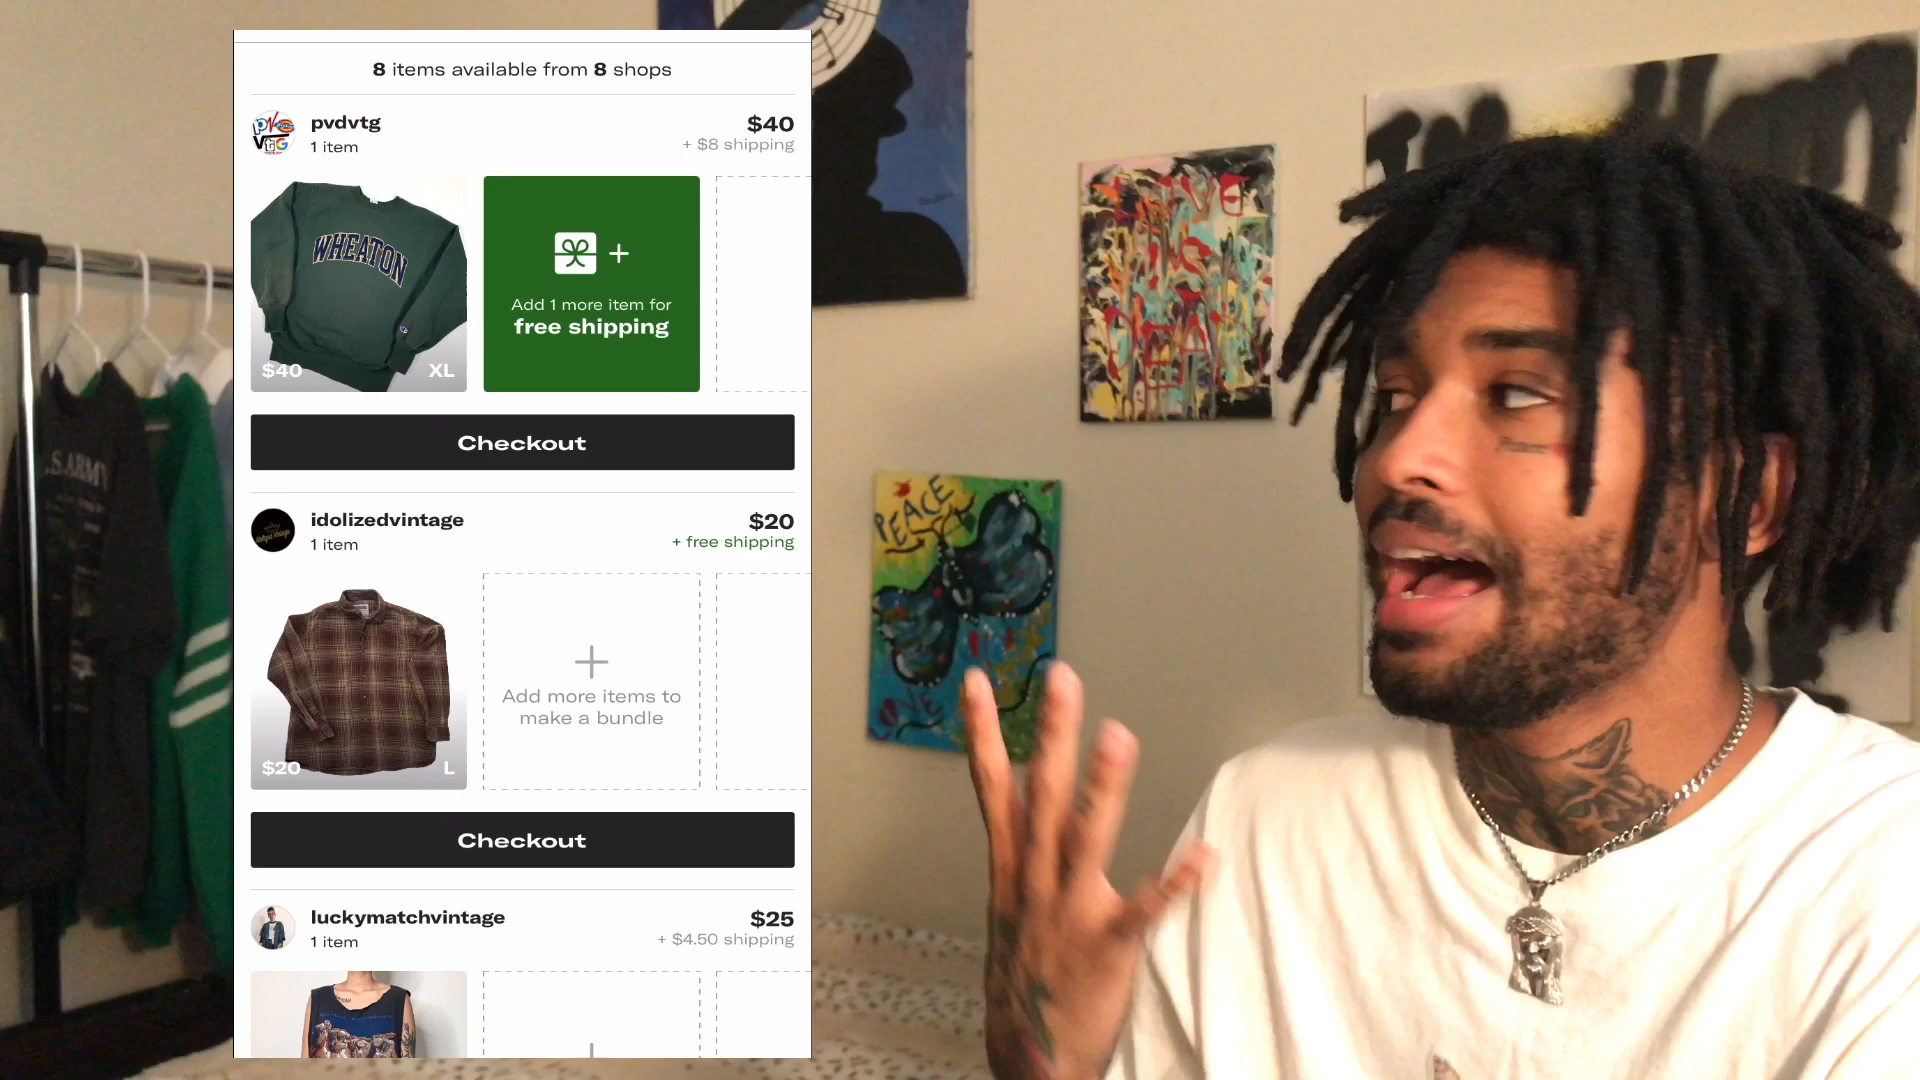 8 items available from 8 shops
pvdvtg
1 item
$40
+ $8 shipping
WHEATON
$40
XL
+
Add 1 more item for
free shipping
Checkout
idolizedvintage
1 item
$20
+ free shipping
$20
L
+
Add more items to
make a bundle
Checkout
luckymatchvintage
1 item
$25
+ $4.50 shipping
U.S. ARMY
PEACE